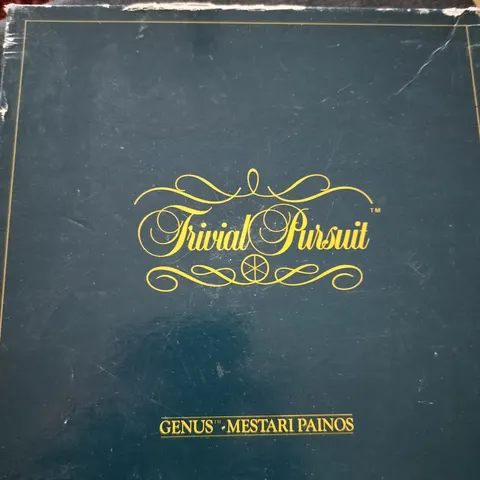 Trivial Pursuit™
GENUS™ - MESTARI PAINOS